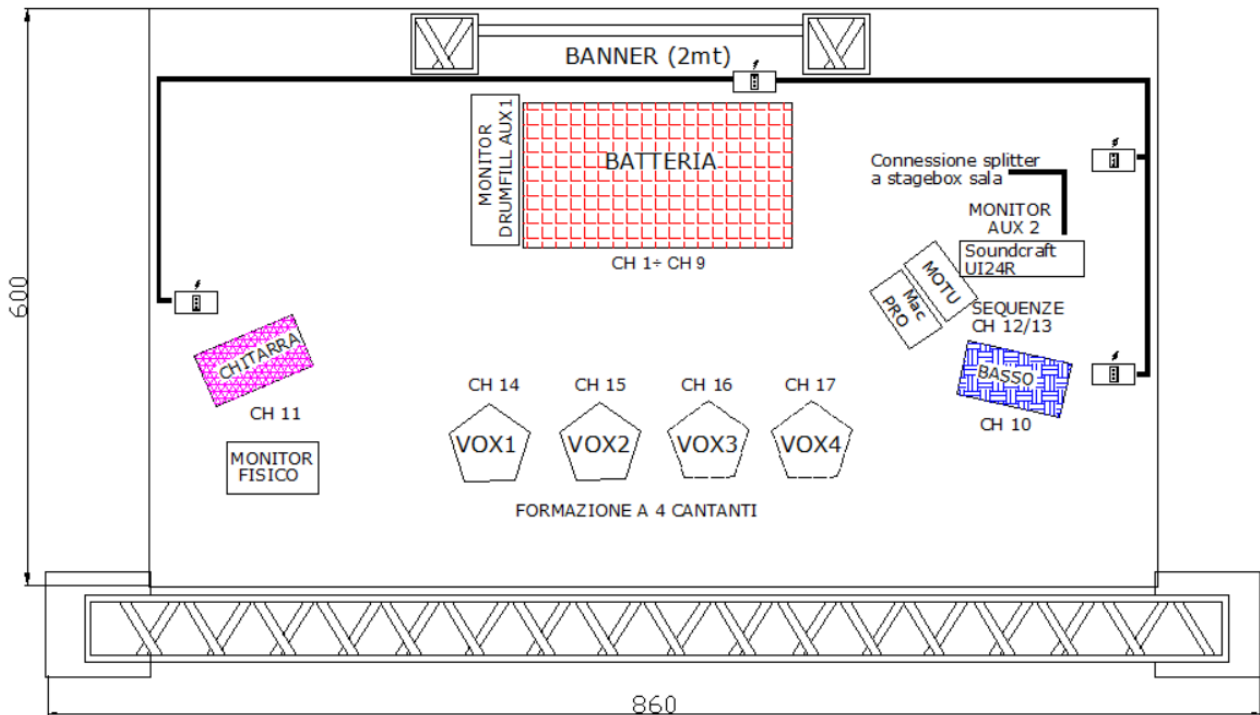 BANNER (2mt)
MONITOR
DRUMFILL AUX1
BATTERIA
CH 1÷ CH 9
Connessione splitter
a stagebox sala
MONITOR
AUX 2
Soundcraft
UI24R
MOTU
Mac
PRO
SEQUENZE
CH 12/13
BASSO
CH 10
600
CHITARRA
CH 11
MONITOR
FISICO
CH 14
CH 15
CH 16
CH 17
VOX1
VOX2
VOX3
VOX4
FORMAZIONE A 4 CANTANTI
860